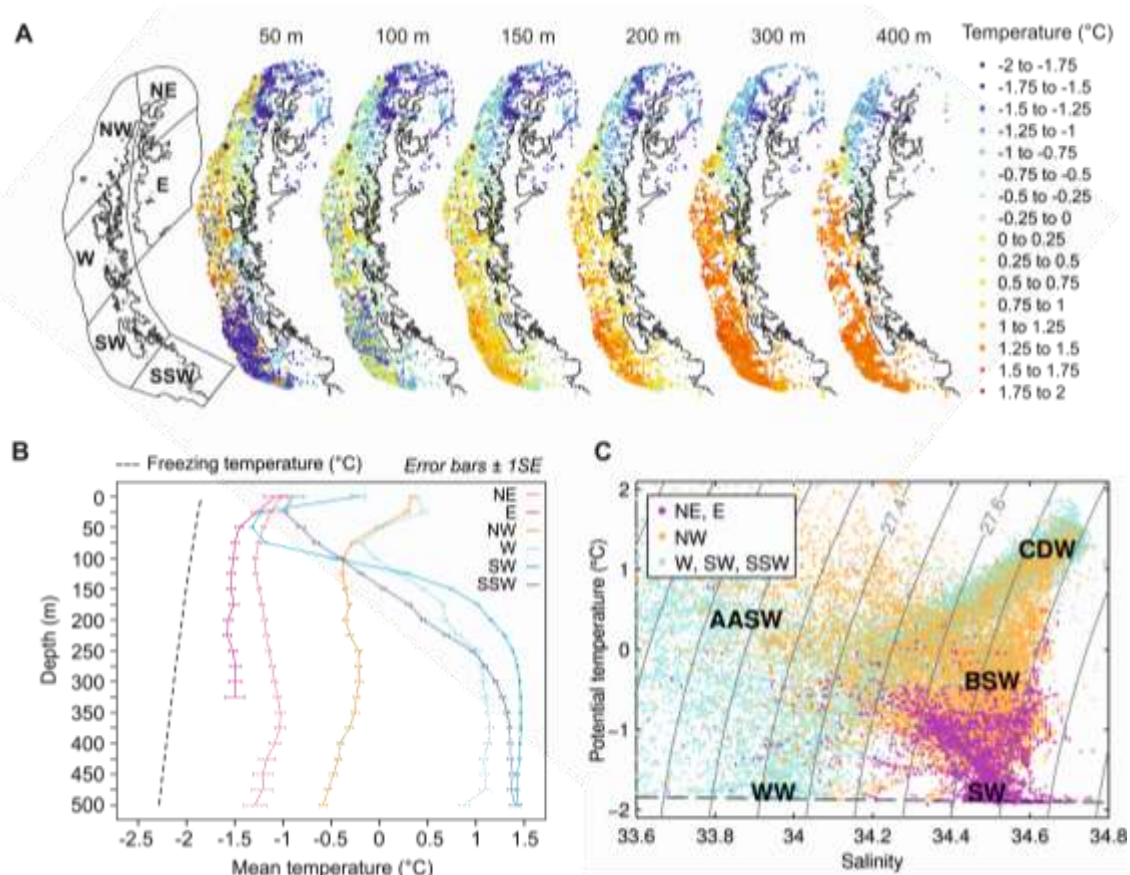 A
50 m 100 m 150 m 200 m 300 m 400 m
Temperature (°C)
-2 to -1.75
-1.75 to -1.5
-1.5 to -1.25
-1.25 to -1
-1 to -0.75
-0.75 to -0.5
-0.5 to -0.25
-0.25 to 0
0 to 0.25
0.25 to 0.5
0.5 to 0.75
0.75 to 1
1 to 1.25
1.25 to 1.5
1.5 to 1.75
1.75 to 2
NE
NW
E
W
SW
SSW
B
Freezing temperature (°C) Error bars ± 1SE
NE
E
NW
W
SW
SSW
0
50
100
150
200
250
300
350
400
450
500
Depth (m)
-2.5 -2 -1.5 -1 -0.5 0 0.5 1 1.5
Mean temperature (°C)
C
NE, E
NW
W, SW, SSW
27.4
27.6
CDW
AASW
BSW
WW
SW
2
1
0
-1
-2
Potential temperature (°C)
33.6 33.8 34 34.2 34.4 34.6 34.8
Salinity